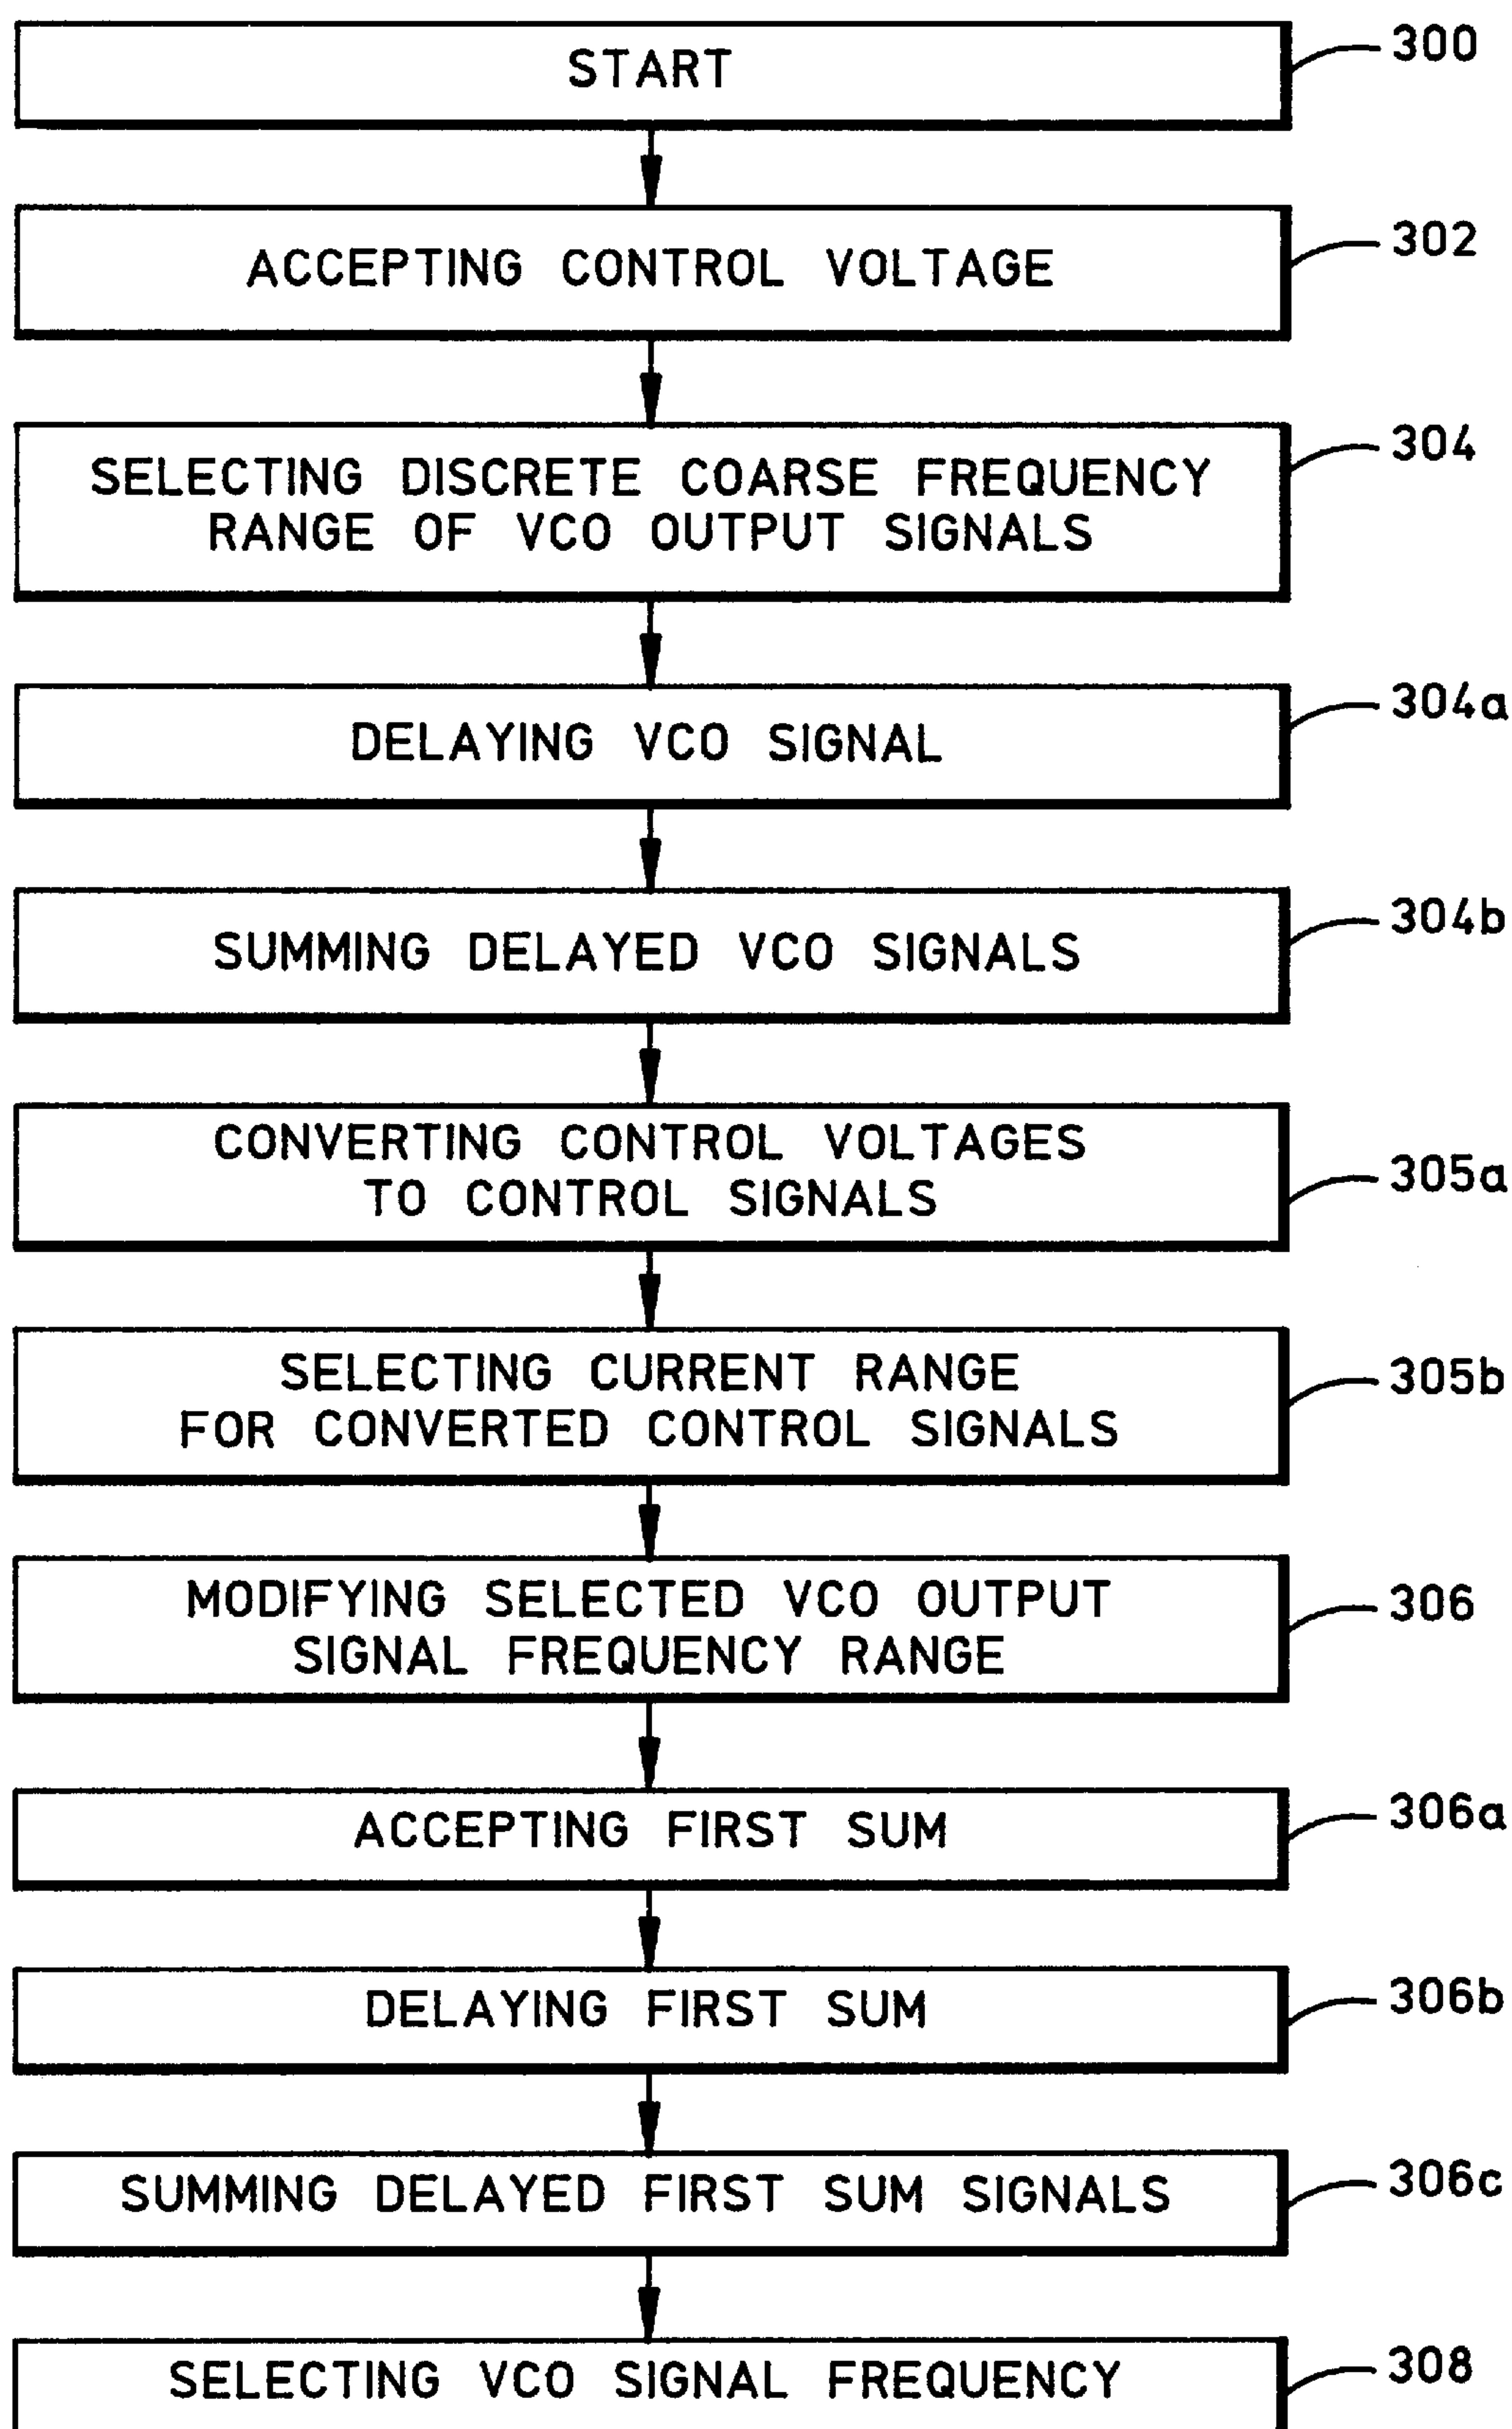 START
300
ACCEPTING CONTROL VOLTAGE
302
SELECTING DISCRETE COARSE FREQUENCY
RANGE OF VCO OUTPUT SIGNALS
304
DELAYING VCO SIGNAL
304a
SUMMING DELAYED VCO SIGNALS
304b
CONVERTING CONTROL VOLTAGES
TO CONTROL SIGNALS
305a
SELECTING CURRENT RANGE
FOR CONVERTED CONTROL SIGNALS
305b
MODIFYING SELECTED VCO OUTPUT
SIGNAL FREQUENCY RANGE
306
ACCEPTING FIRST SUM
306a
DELAYING FIRST SUM
306b
SUMMING DELAYED FIRST SUM SIGNALS
306c
SELECTING VCO SIGNAL FREQUENCY
308